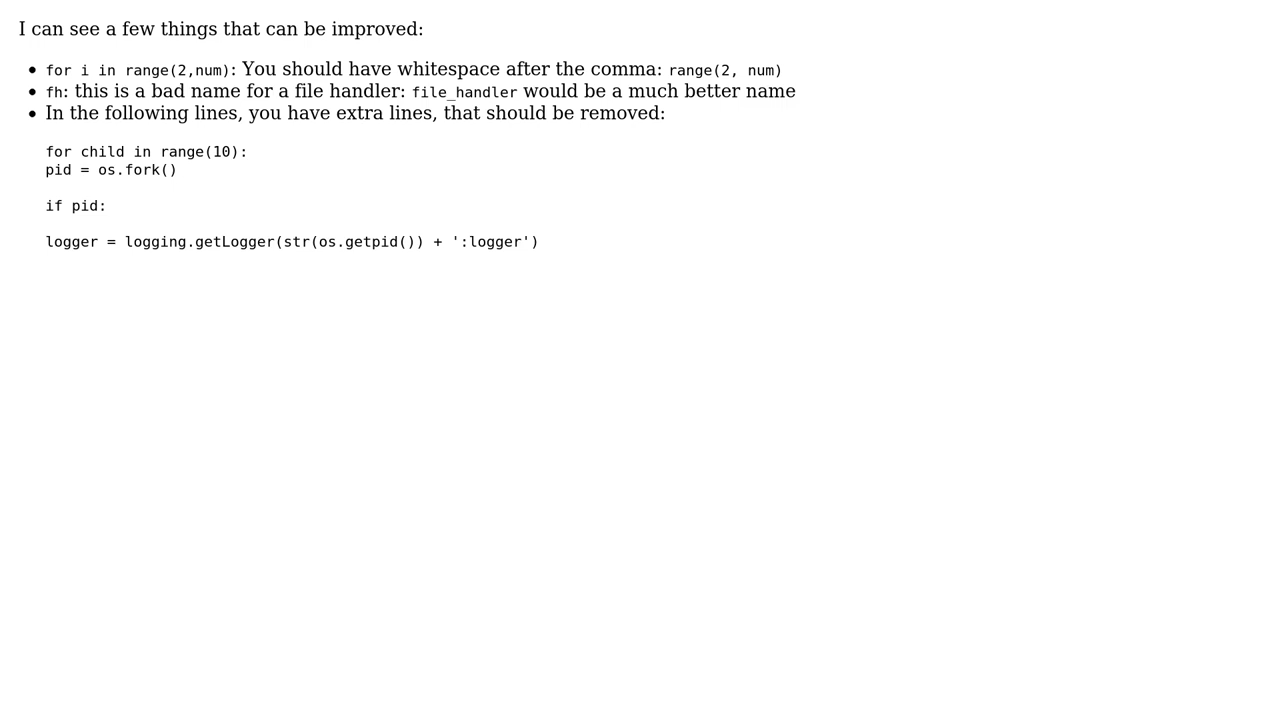 I can see a few things that can be improved:
• for i in range(2,num): You should have whitespace after the comma: range(2, num)
• fh: this is a bad name for a file handler: file_handler would be a much better name
• In the following lines, you have extra lines, that should be removed:
for child in range(10):
pid = os.fork()
if pid:
logger = logging.getLogger(str(os.getpid()) + ':logger')